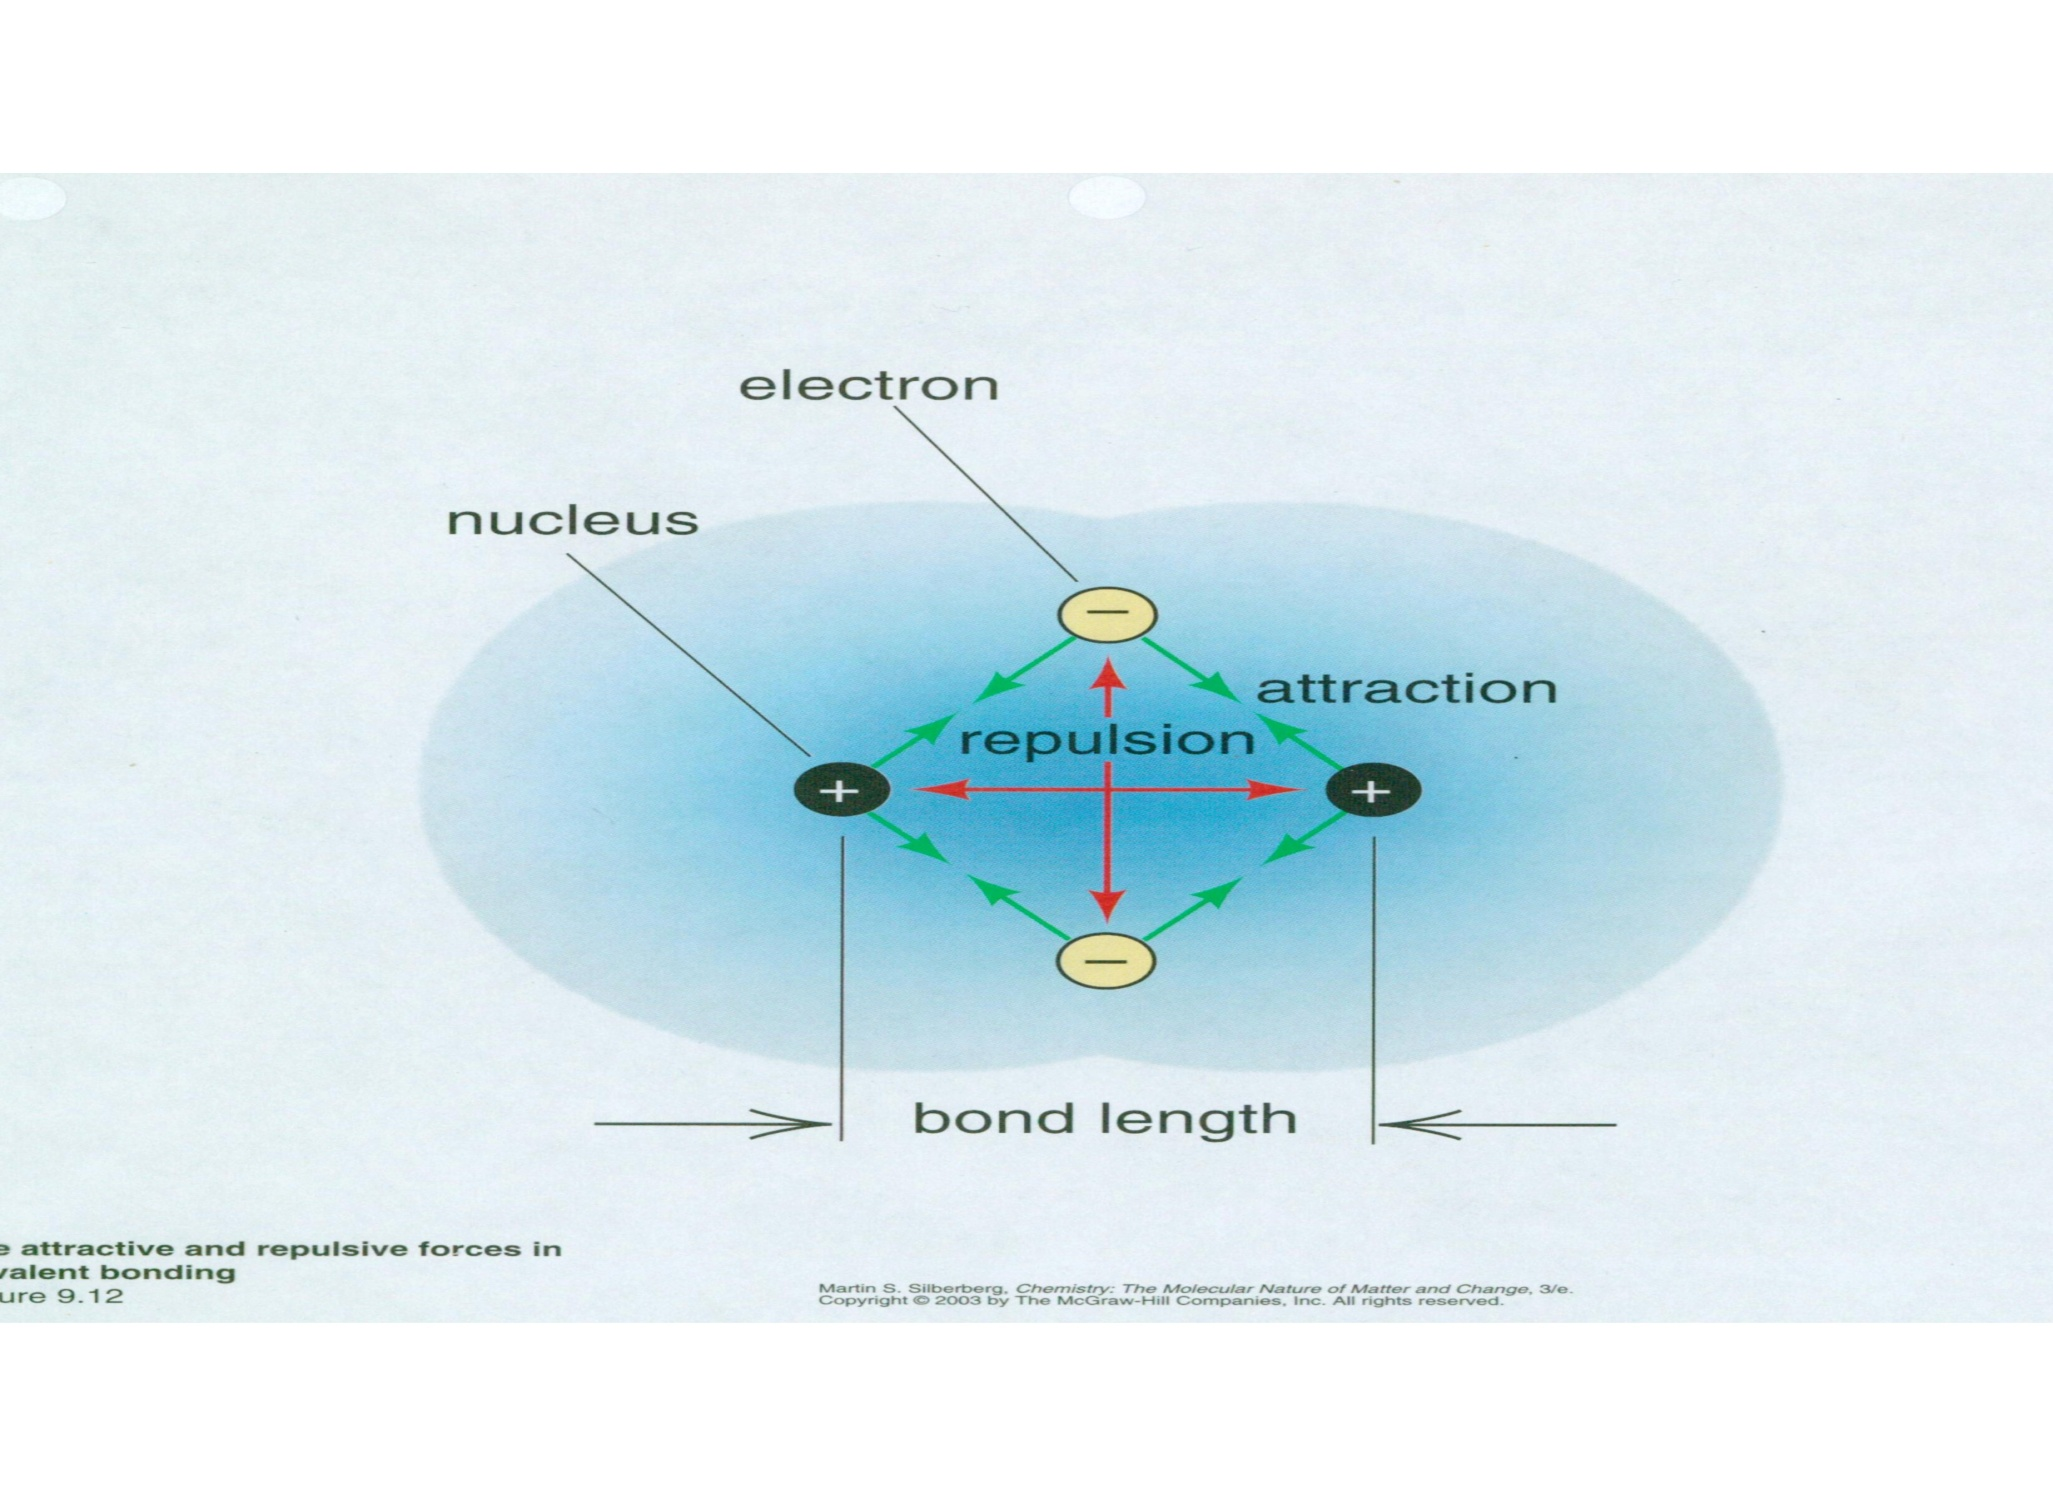 electron
nucleus
−
attraction
repulsion
+
+
−
bond length
e attractive and repulsive forces in
valent bonding
ure 9.12
Martin S. Silberberg, Chemistry: The Molecular Nature of Matter and Change, 3/e.
Copyright © 2003 by The McGraw-Hill Companies, Inc. All rights reserved.